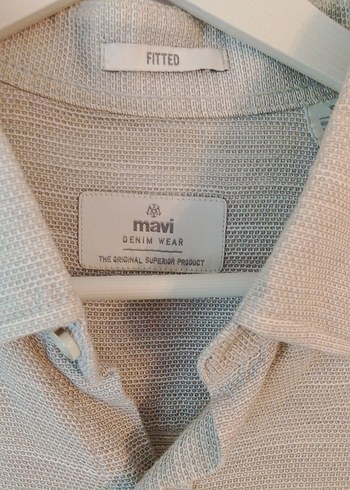 FITTED
mavi
DENIM WEAR
THE ORIGINAL SUPERIOR PRODUCT